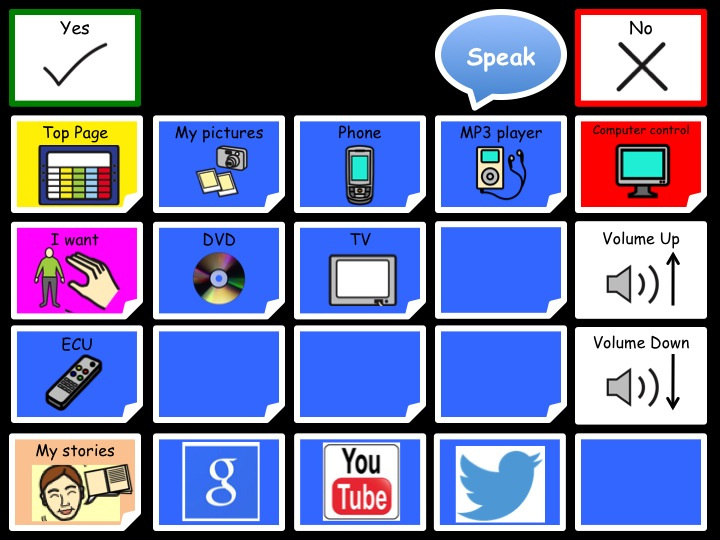 Yes
Speak
No
Top Page
My pictures
Phone
MP3 player
Computer control
I want
DVD
TV
Volume Up
ECU
Volume Down
My stories
g
You
Tube